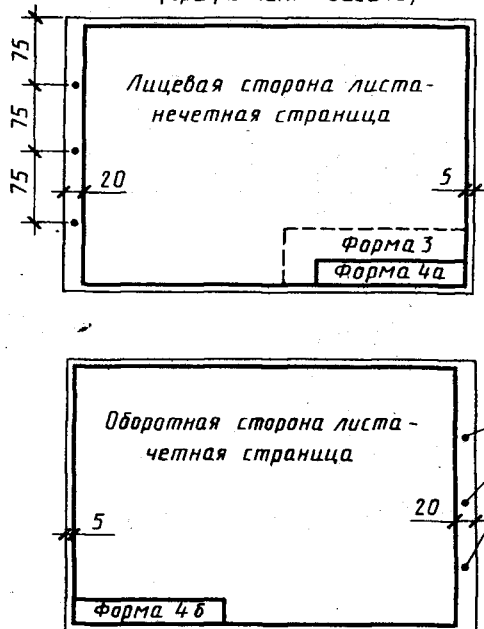 75
75
75
Лицевая сторона листа-
нечетная страница
20
5
Форма 3
Форма 4а
Оборотная сторона листа-
четная страница
5
20
Форма 4б